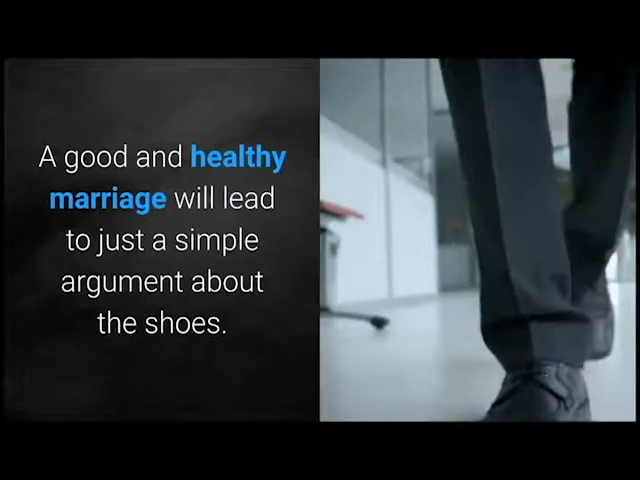 A good and healthy
marriage will lead
to just a simple
argument about
the shoes.